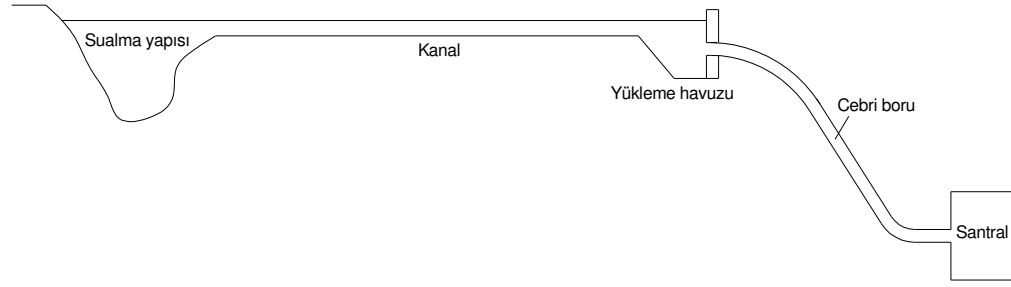 Sualma yapısı
Kanal
Yükleme havuzu
Cebri boru
Santral